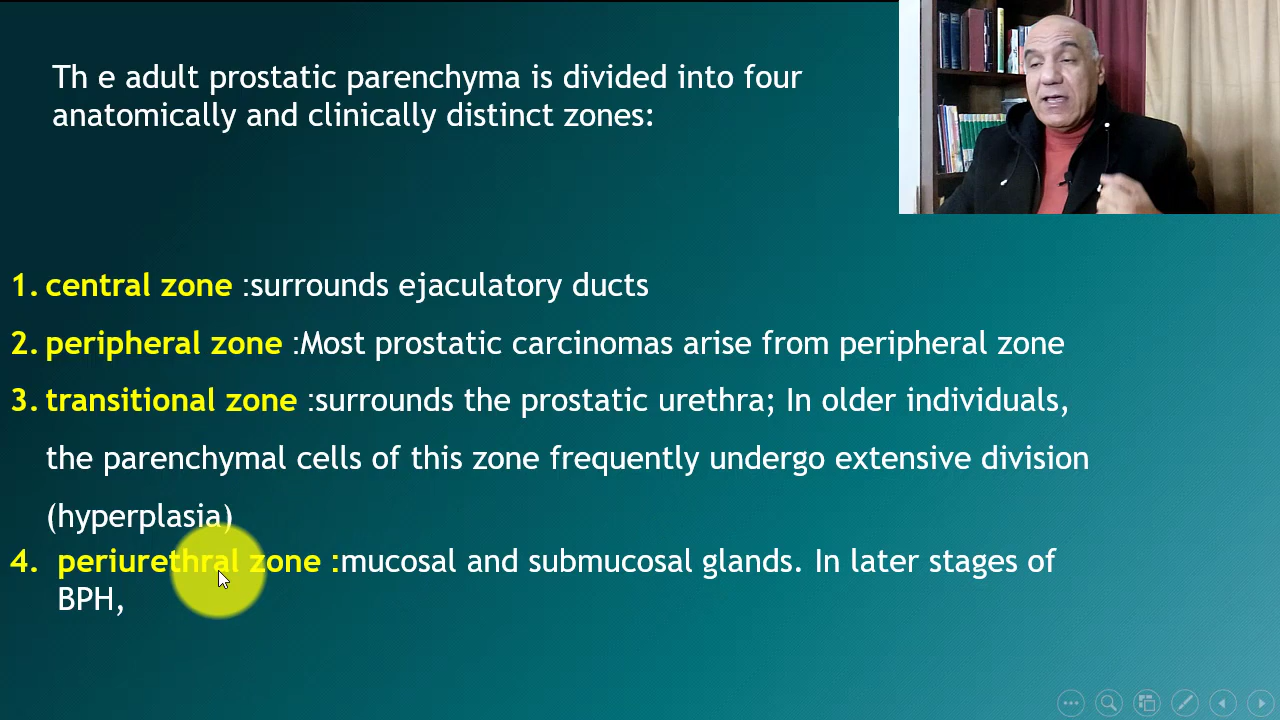 Th e adult prostatic parenchyma is divided into four
anatomically and clinically distinct zones:
1. central zone :surrounds ejaculatory ducts
2. peripheral zone :Most prostatic carcinomas arise from peripheral zone
3. transitional zone :surrounds the prostatic urethra; In older individuals,
the parenchymal cells of this zone frequently undergo extensive division
(hyperplasia)
4. periurethral zone :mucosal and submucosal glands. In later stages of
BPH,